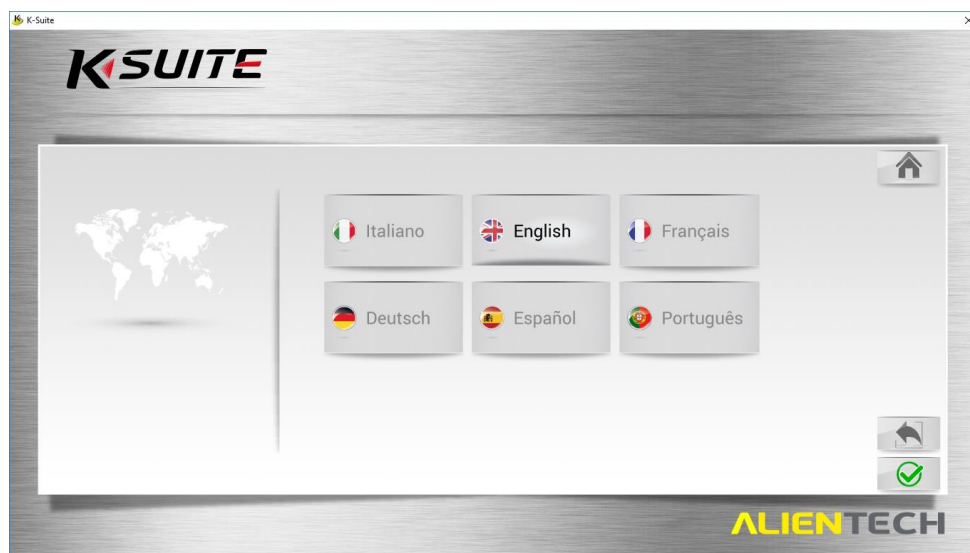 K-Suite
KSUITE
Italiano
English
Français
Deutsch
Español
Português
ALIENTECH